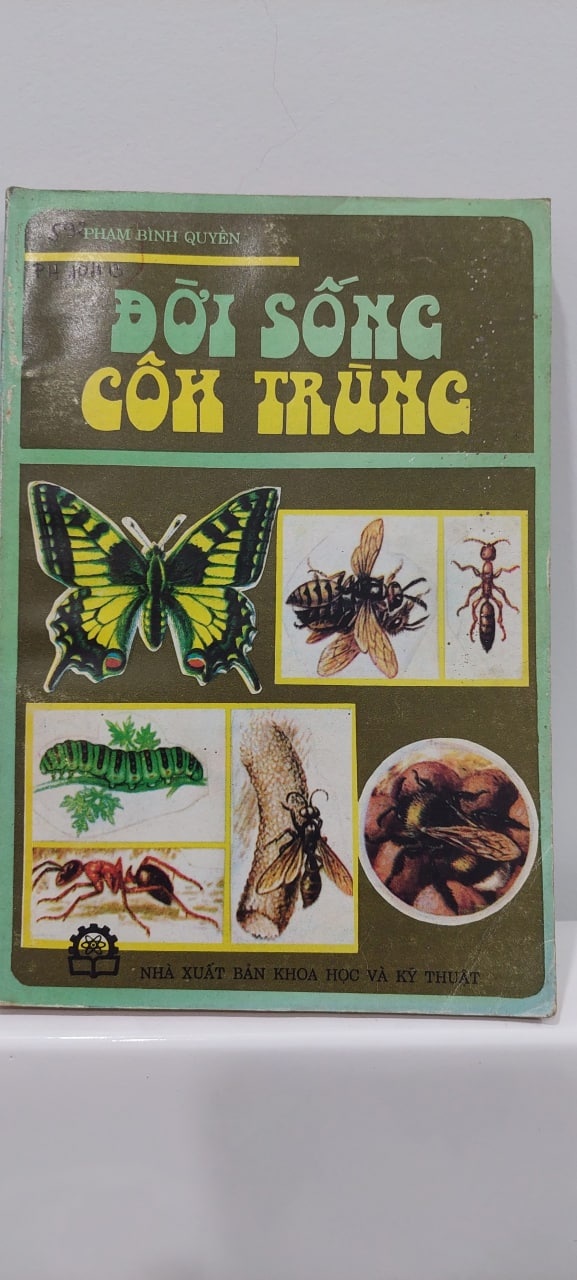 PHẠM BÌNH QUYỀN
ĐỜI SỐNG
CÔN TRÙNG
NHÀ XUẤT BẢN KHOA HỌC VÀ KỸ THUẬT